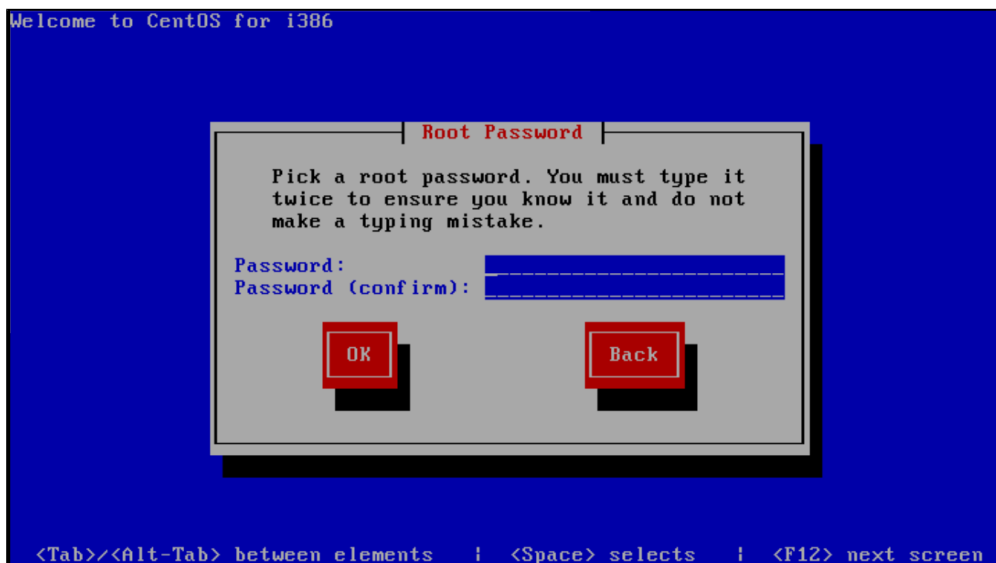 Welcome to CentOS for i386
Root Password
Pick a root password. You must type it
twice to ensure you know it and do not
make a typing mistake.
Password:
Password (confirm):
OK Back
<Tab>/<Alt-Tab> between elements | <Space> selects | <F12> next screen